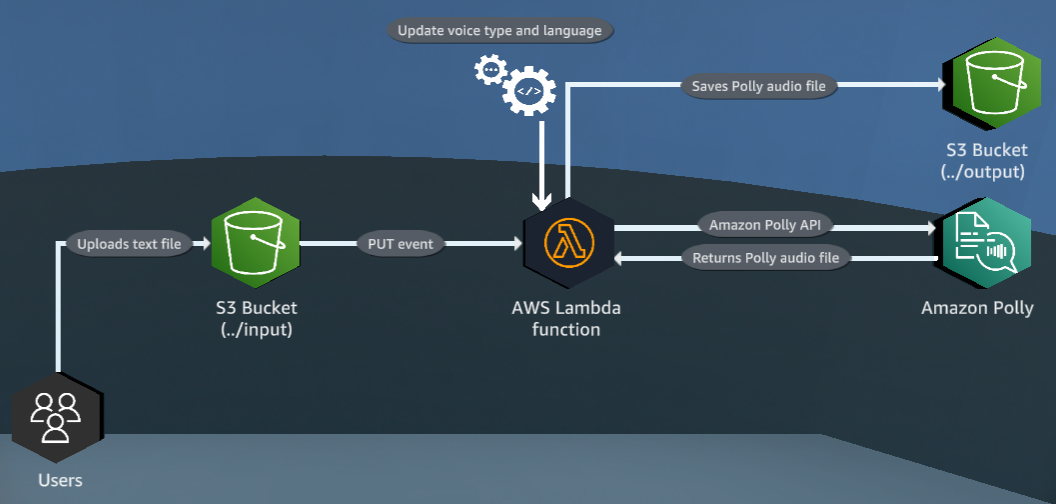 Update voice type and language
</>
Saves Polly audio file
S3 Bucket
(../output)
Uploads text file
PUT event
Amazon Polly API
Returns Polly audio file
S3 Bucket
(../input)
AWS Lambda
function
Amazon Polly
Users